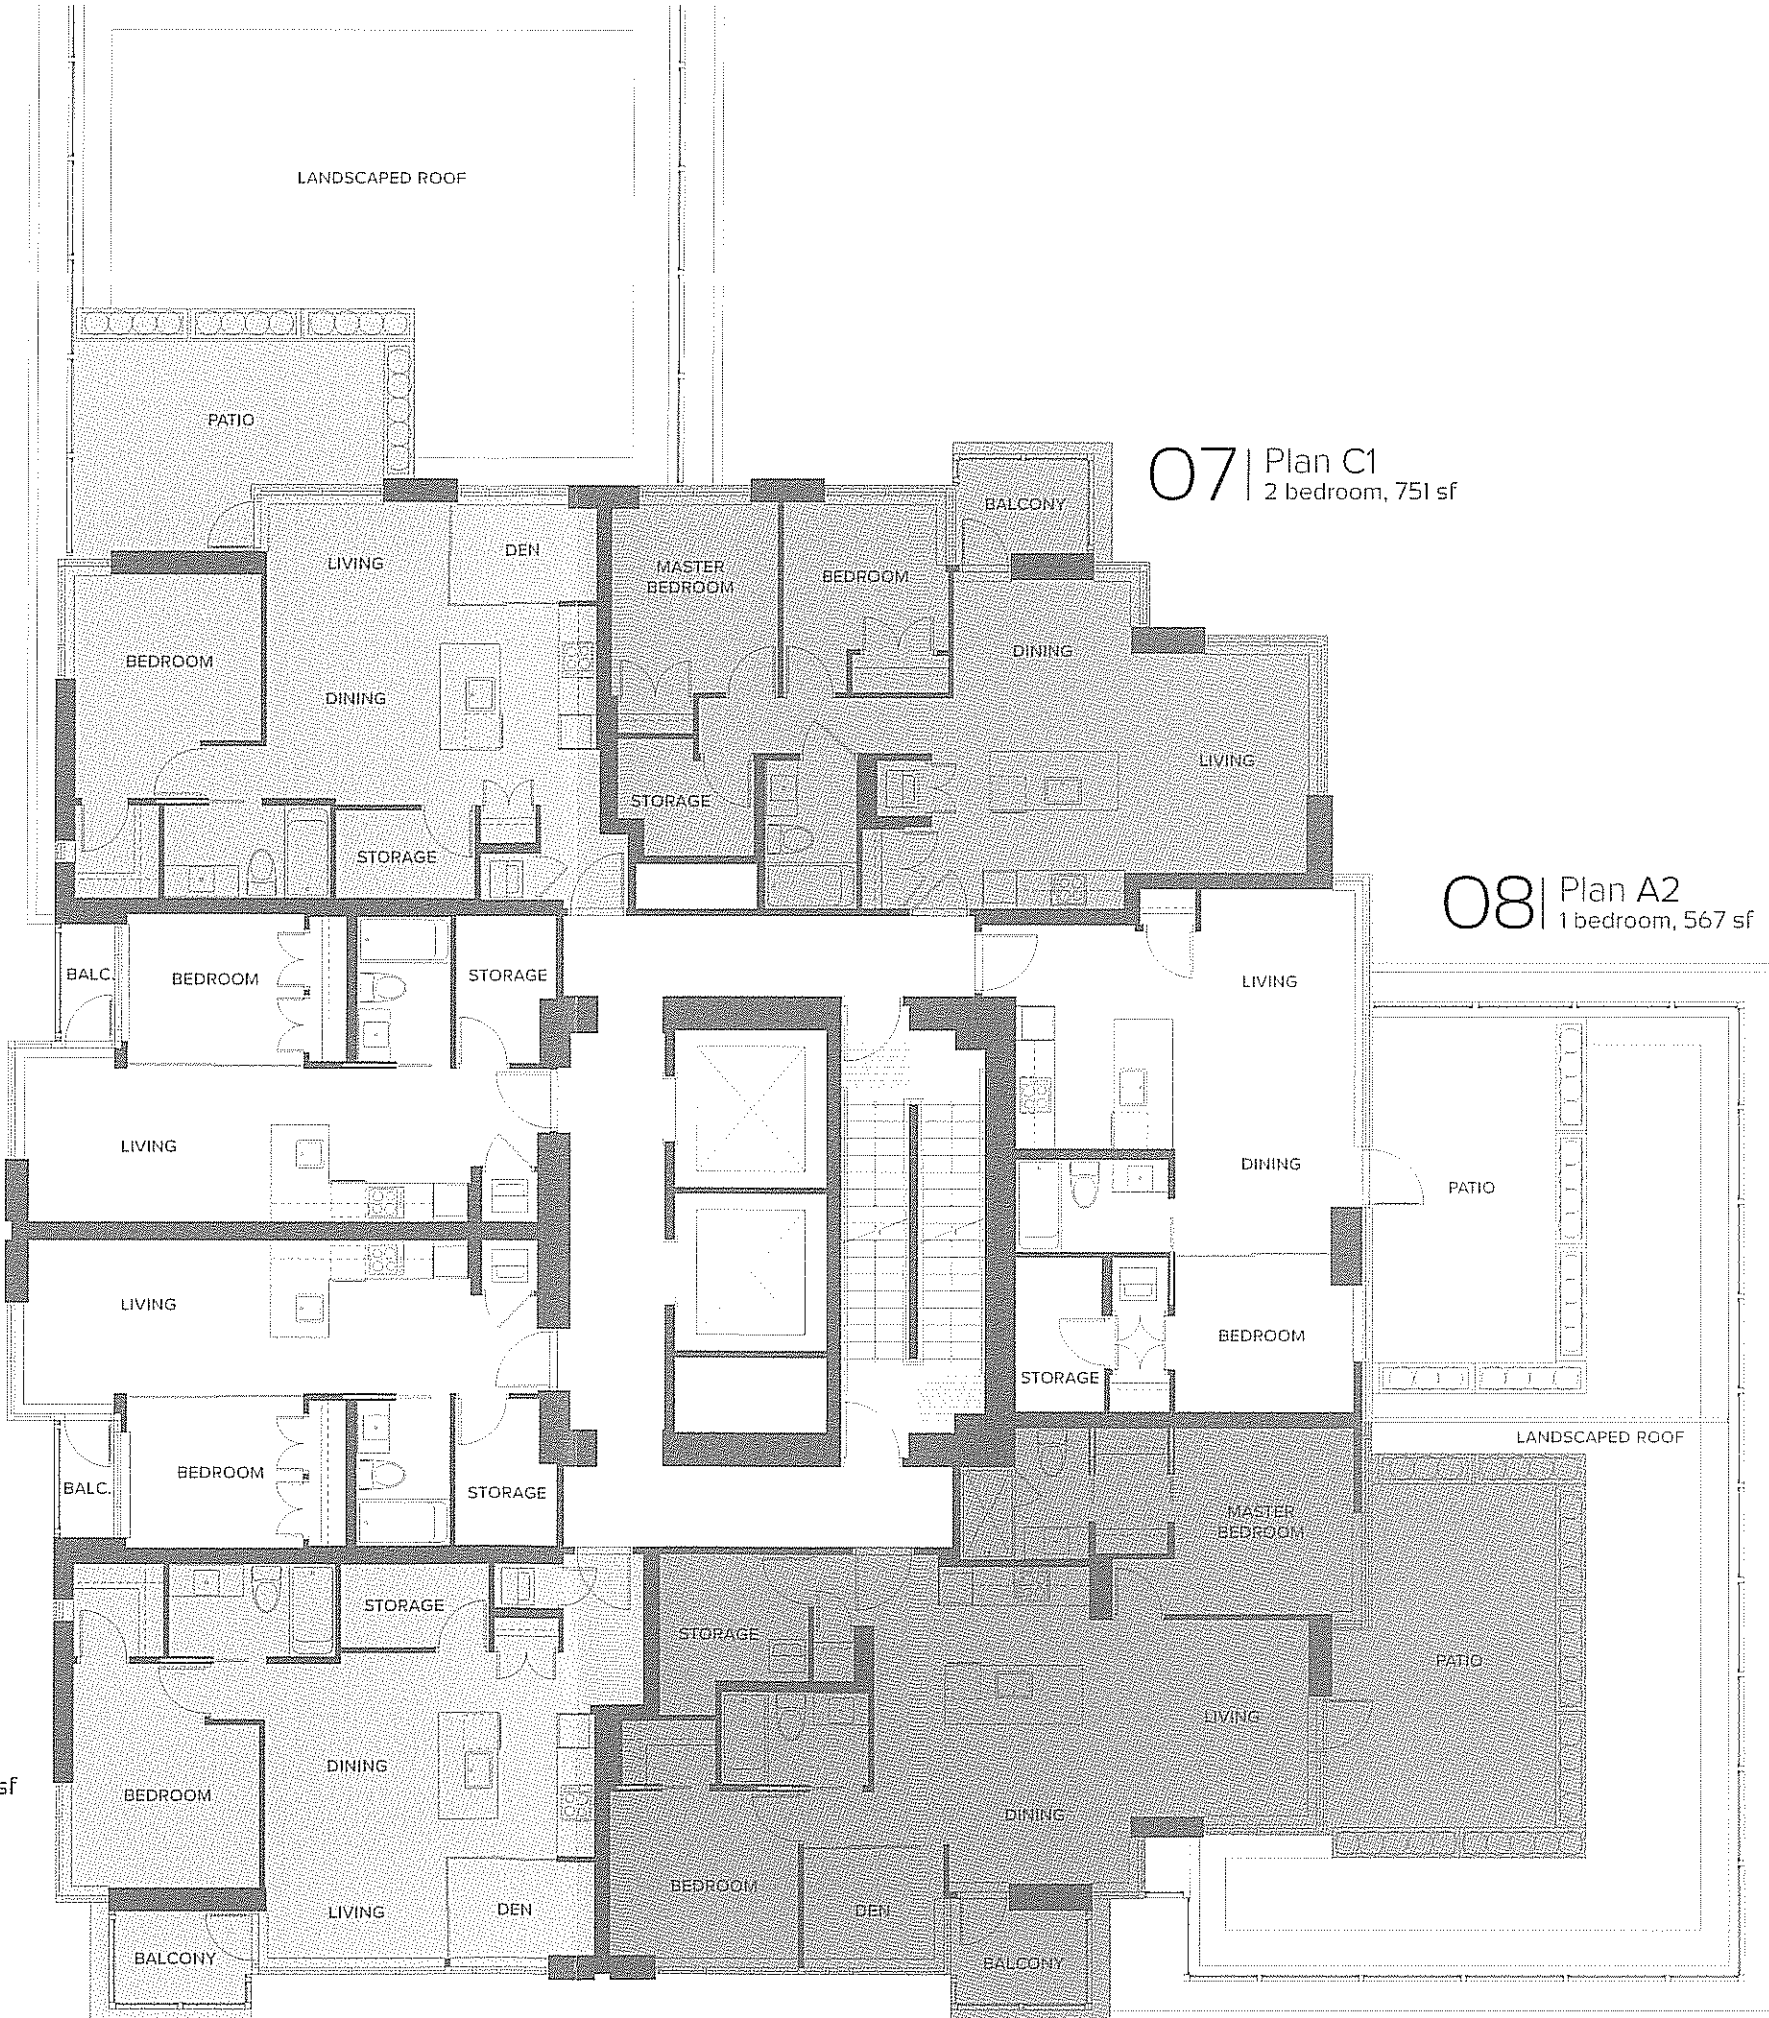 LANDSCAPED ROOF
PATIO
07 Plan C1
2 bedroom, 751 sf
BALCONY
LIVING
DEN
MASTER
BEDROOM
BEDROOM
BEDROOM
DINING
DINING
LIVING
STORAGE
STORAGE
08 Plan A2
1 bedroom, 567 sf
BALC.
BEDROOM
STORAGE
LIVING
LIVING
DINING
PATIO
LIVING
BEDROOM
STORAGE
LANDSCAPED ROOF
BALC.
BEDROOM
STORAGE
MASTER
BEDROOM
STORAGE
STORAGE
PATIO
LIVING
DINING
sf
BEDROOM
DINING
BEDROOM
LIVING
DEN
DEN
BALCONY
BALCONY